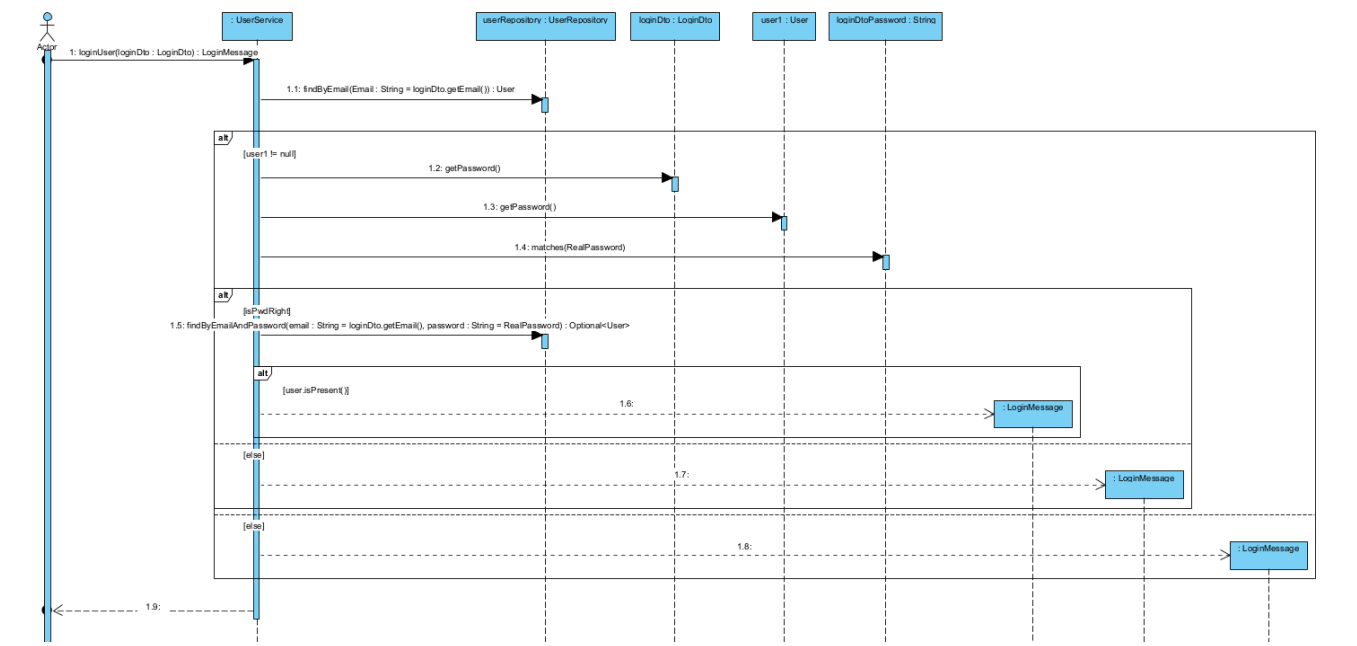 : UserService
userRepository : UserRepository
loginDto : LoginDto
user1 : User
loginDtoPassword : String
Actor
1: loginUser(loginDto : LoginDto) : LoginMessage
1.1: findByEmail(Email : String = loginDto.getEmail()) : User
alt
[user1 != null]
1.2: getPassword()
1.3: getPassword()
1.4: matches(RealPassword)
alt
[isPwdRight]
1.5: findByEmailAndPassword(email : String = loginDto.getEmail(), password : String = RealPassword) : Optional<User>
alt
[user.isPresent()]
1.6:
: LoginMessage
[else]
1.7:
: LoginMessage
[else]
1.8:
: LoginMessage
1.9: